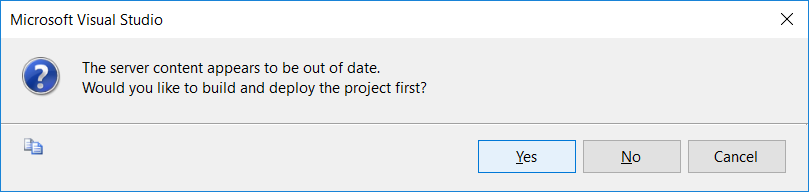 Microsoft Visual Studio
The server content appears to be out of date.
Would you like to build and deploy the project first?
Yes
No
Cancel